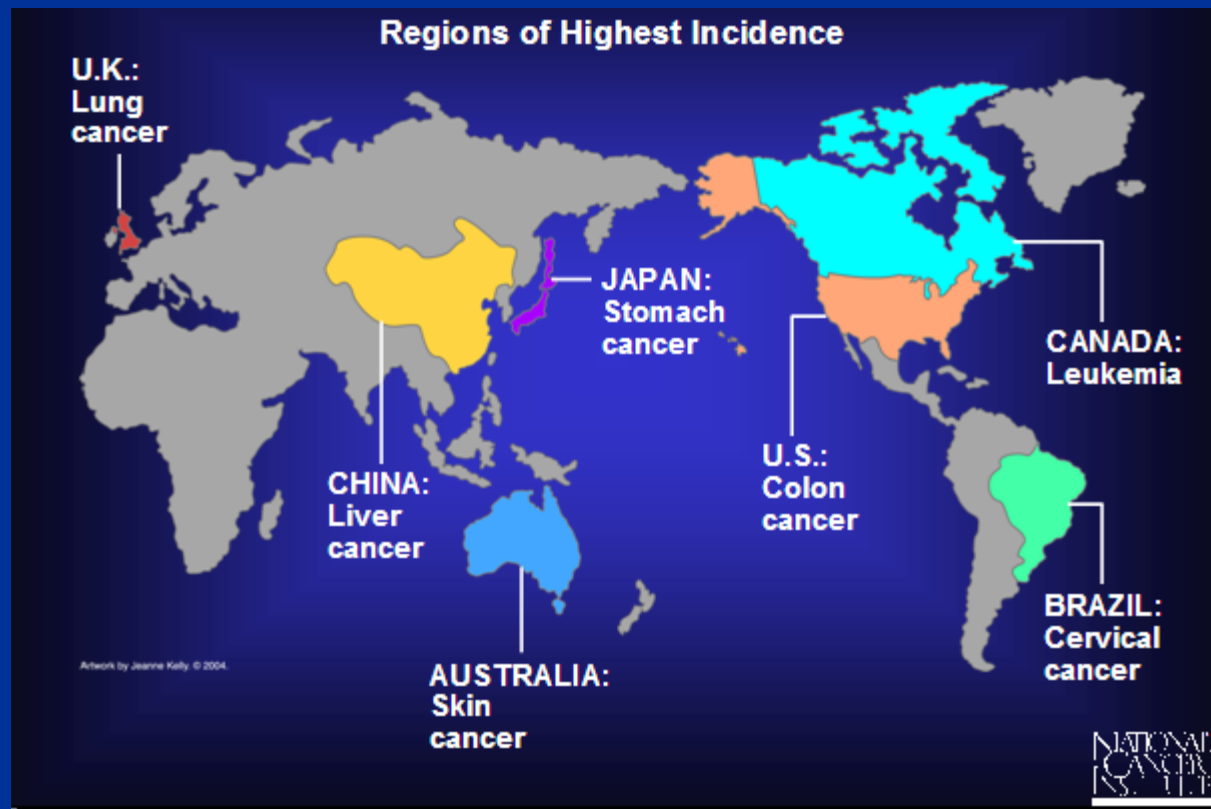 Regions of Highest Incidence
U.K.:
Lung
cancer
JAPAN:
Stomach
cancer
CANADA:
Leukemia
CHINA:
Liver
cancer
U.S.:
Colon
cancer
BRAZIL:
Cervical
cancer
AUSTRALIA:
Skin
cancer
Artwork by Jeanne Kelly. © 2004.
NATIONAL
CANCER